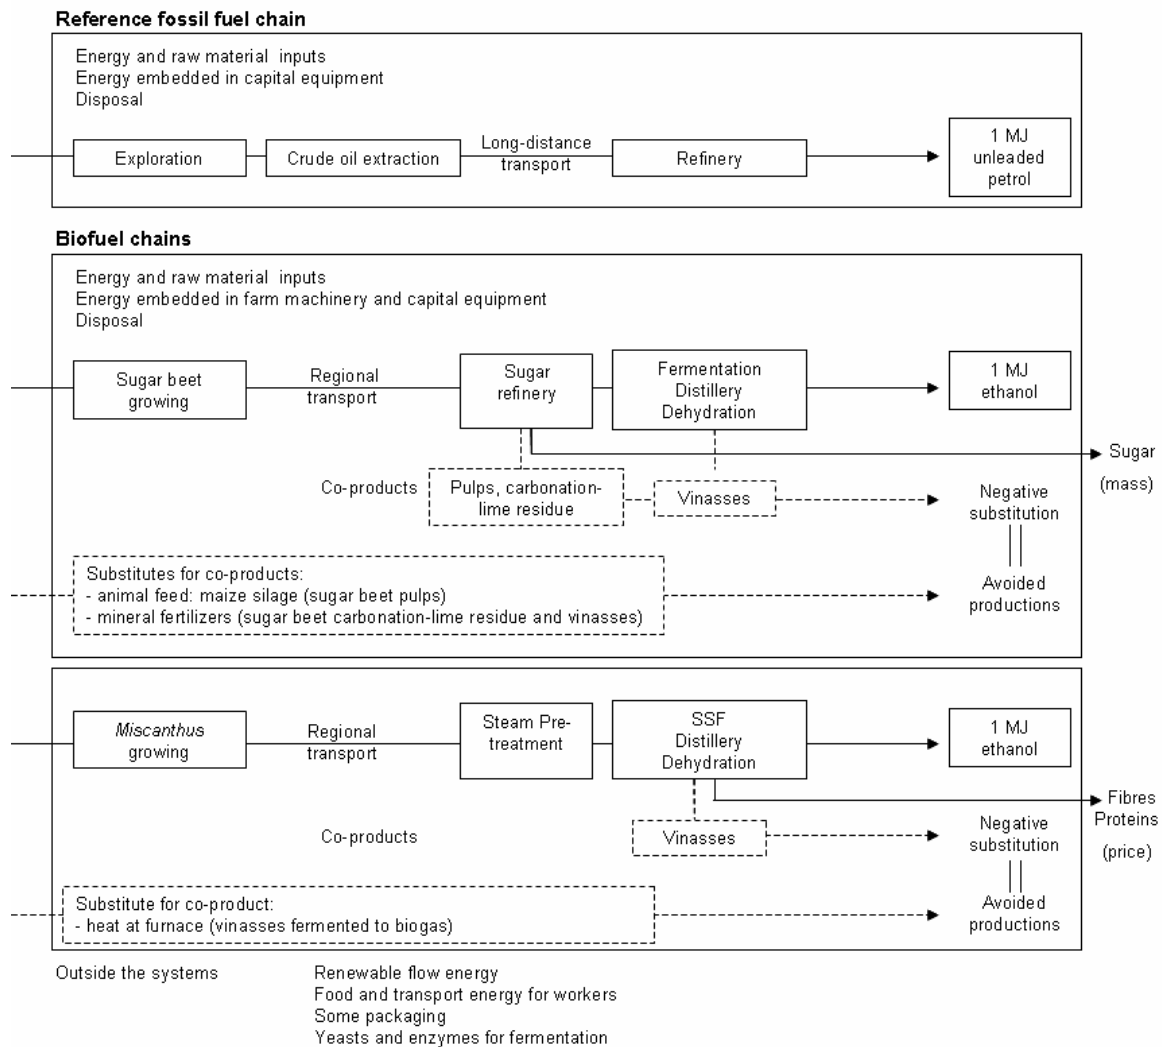 Reference fossil fuel chain
Energy and raw material inputs
Energy embedded in capital equipment
Disposal
Exploration
Crude oil extraction
Long-distance
transport
Refinery
1 MJ
unleaded
petrol
Biofuel chains
Energy and raw material inputs
Energy embedded in farm machinery and capital equipment
Disposal
Sugar beet
growing
Regional
transport
Sugar
refinery
Fermentation
Distillery
Dehydration
1 MJ
ethanol
Sugar
(mass)
Co-products
Pulps, carbonation-
lime residue
Vinasses
Negative
substitution
Substitutes for co-products:
- animal feed: maize silage (sugar beet pulps)
- mineral fertilizers (sugar beet carbonation-lime residue and vinasses)
Avoided
productions
Miscanthus
growing
Regional
transport
Steam Pre-
treatment
SSF
Distillery
Dehydration
1 MJ
ethanol
Fibres
Proteins
(price)
Co-products
Vinasses
Negative
substitution
Substitute for co-product:
- heat at furnace (vinasses fermented to biogas)
Avoided
productions
Outside the systems
Renewable flow energy
Food and transport energy for workers
Some packaging
Yeasts and enzymes for fermentation